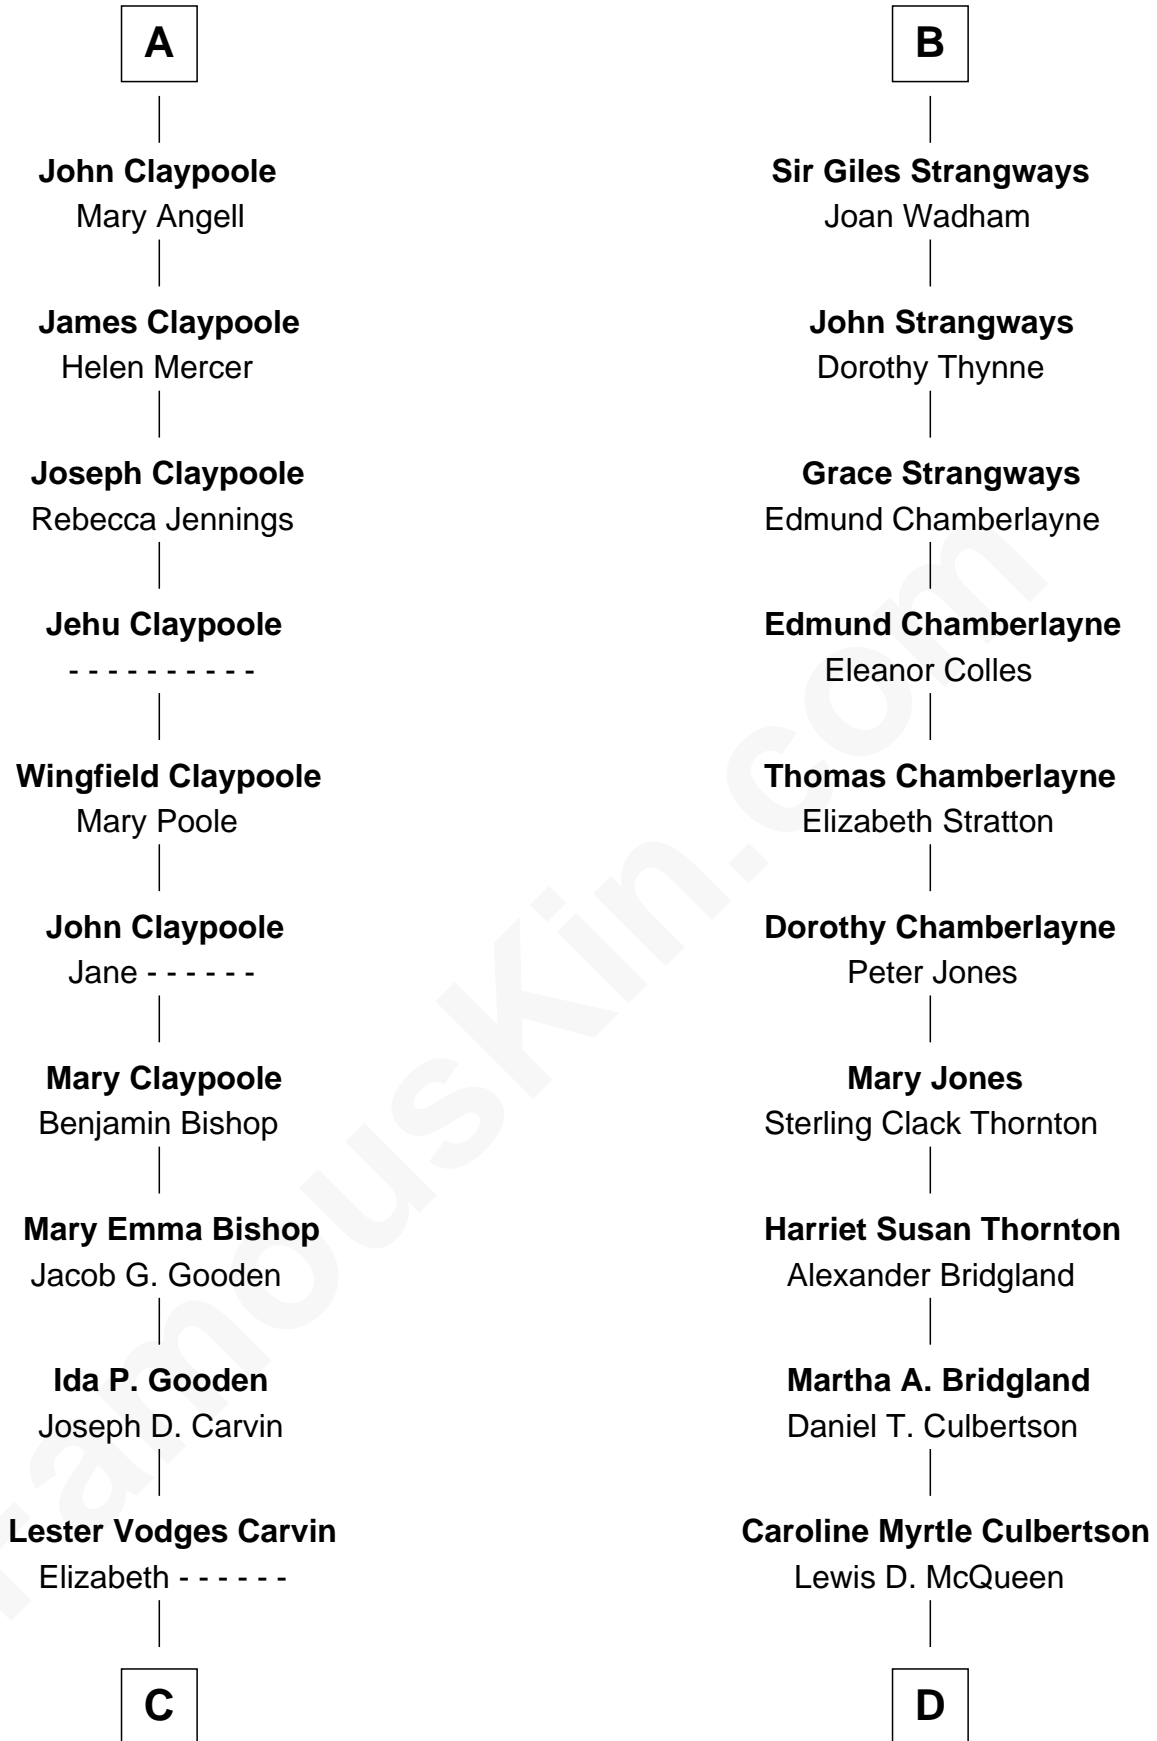 A
John Claypoole
Mary Angell
James Claypoole
Helen Mercer
Joseph Claypoole
Rebecca Jennings
Jehu Claypoole
- - - - - - - - - -
Wingfield Claypoole
Mary Poole
John Claypoole
Jane - - - - - -
Mary Claypoole
Benjamin Bishop
Mary Emma Bishop
Jacob G. Gooden
Ida P. Gooden
Joseph D. Carvin
Lester Vodges Carvin
Elizabeth - - - - - -
C
B
Sir Giles Strangways
Joan Wadham
John Strangways
Dorothy Thynne
Grace Strangways
Edmund Chamberlayne
Edmund Chamberlayne
Eleanor Colles
Thomas Chamberlayne
Elizabeth Stratton
Dorothy Chamberlayne
Peter Jones
Mary Jones
Sterling Clack Thornton
Harriet Susan Thornton
Alexander Bridgland
Martha A. Bridgland
Daniel T. Culbertson
Caroline Myrtle Culbertson
Lewis D. McQueen
D
FamousKin.com